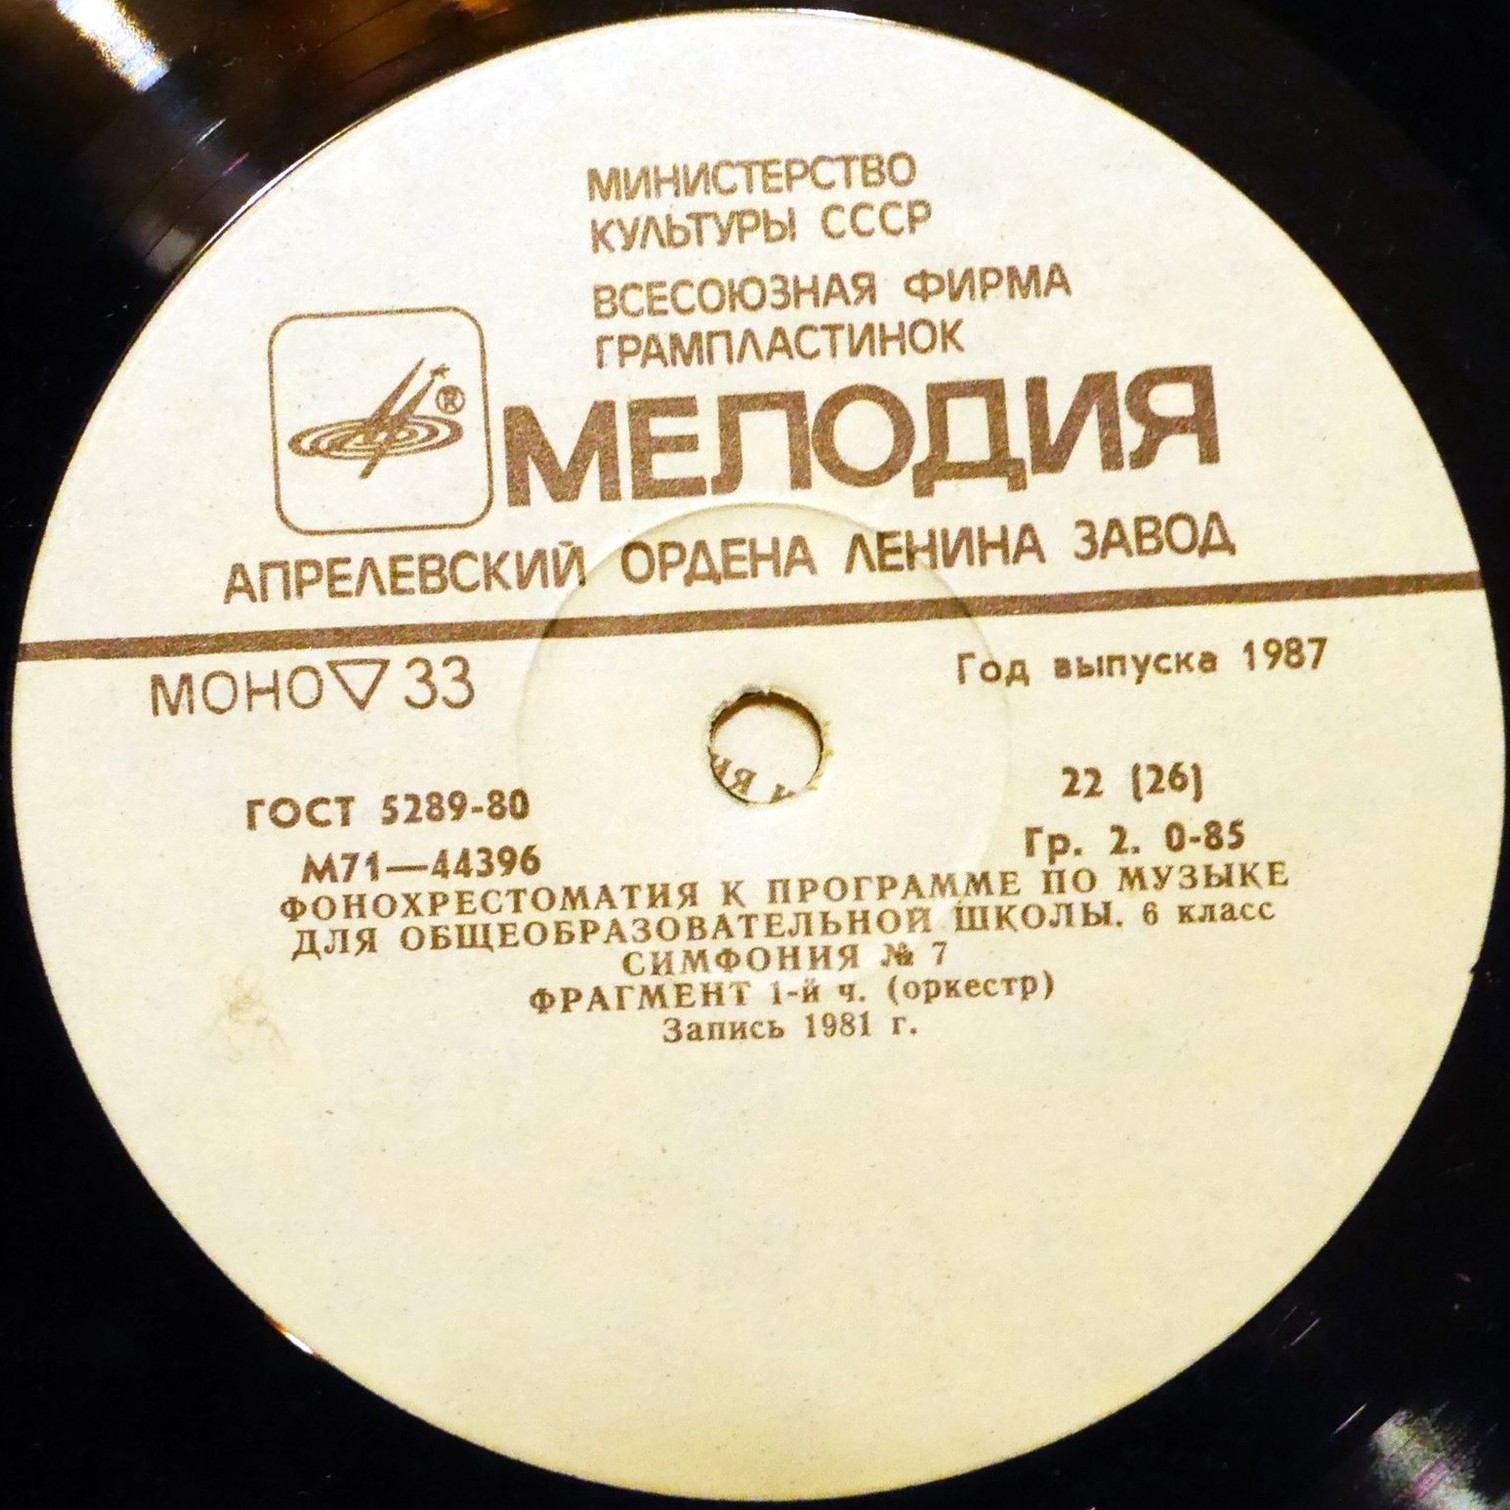 МИНИСТЕРСТВО
КУЛЬТУРЫ СССР
ВСЕСОЮЗНАЯ ФИРМА
ГРАМПЛАСТИНОК
®
МЕЛОДИЯ
АПРЕЛЕВСКИЙ ОРДЕНА ЛЕНИНА ЗАВОД
МОНО ▽ 33
Год выпуска 1987
ГОСТ 5289-80
22 (26)
М71—44396
Гр. 2. 0-85
ФОНОХРЕСТОМАТИЯ К ПРОГРАММЕ ПО МУЗЫКЕ
ДЛЯ ОБЩЕОБРАЗОВАТЕЛЬНОЙ ШКОЛЫ. 6 класс
СИМФОНИЯ № 7
ФРАГМЕНТ 1-й ч. (оркестр)
Запись 1981 г.